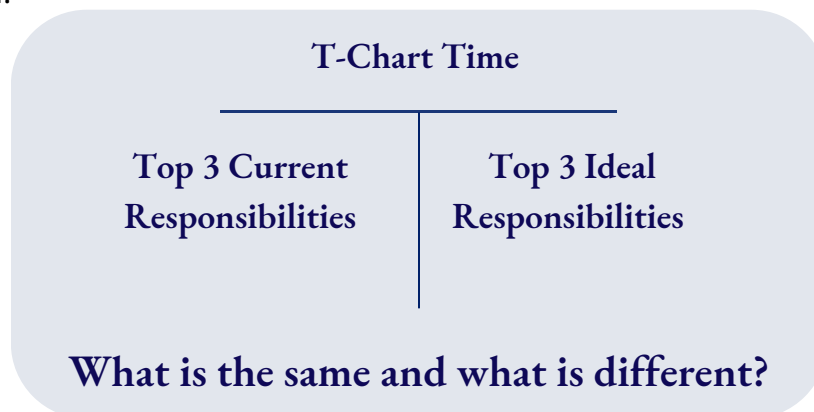 T-Chart Time
Top 3 Current
Responsibilities
Top 3 Ideal
Responsibilities
What is the same and what is different?